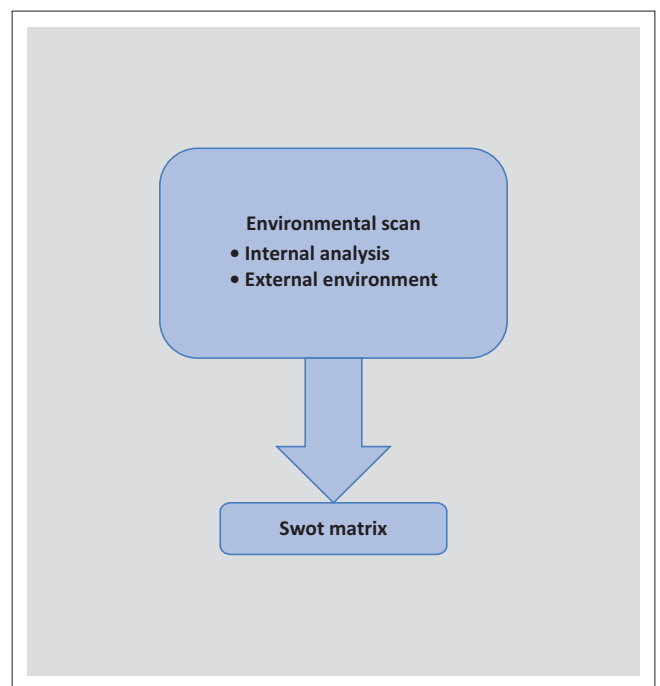 Environmental scan
• Internal analysis
• External environment
Swot matrix